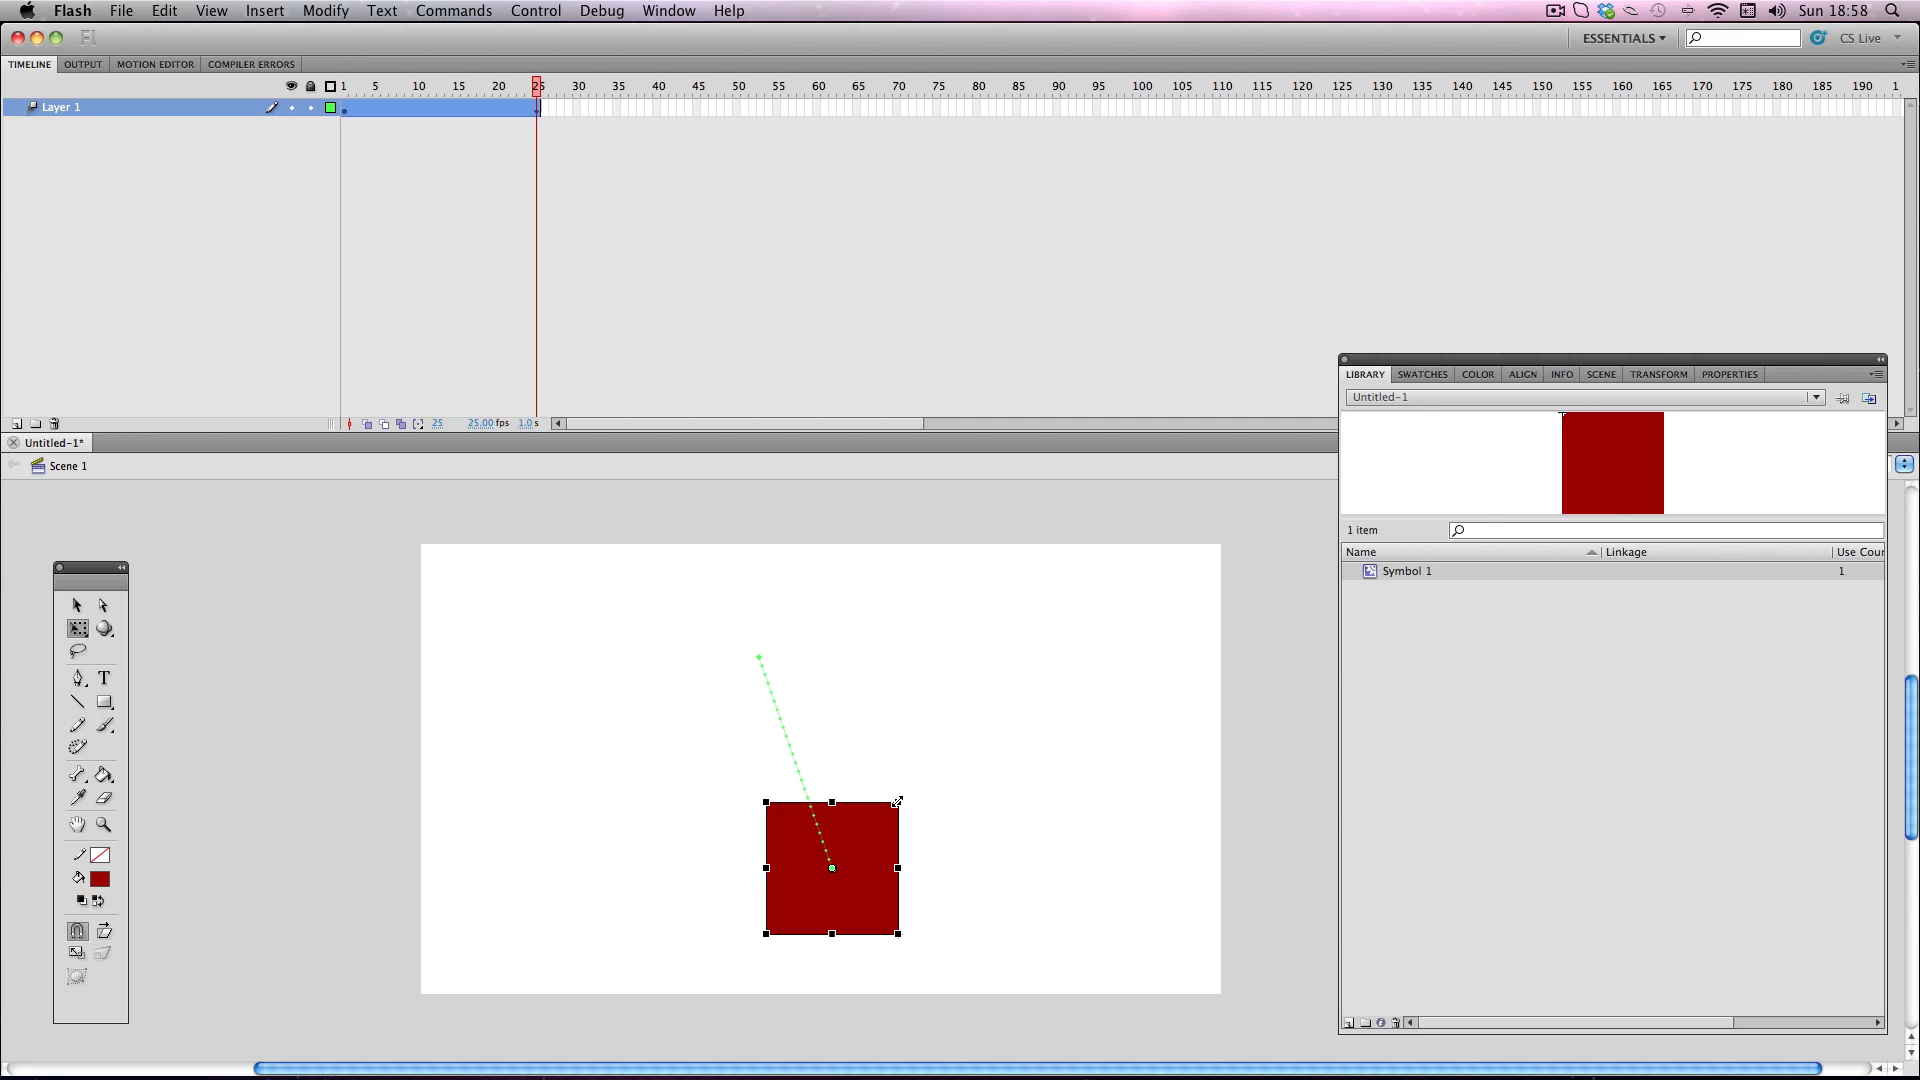 Flash File Edit View Insert Modify Text Commands Control Debug Window Help Sun 18:58
Fl ESSENTIALS CS Live
TIMELINE OUTPUT MOTION EDITOR COMPILER ERRORS
1 5 10 15 20 25 30 35 40 45 50 55 60 65 70 75 80 85 90 95 100 105 110 115 120 125 130 135 140 145 150 155 160 165 170 175 180 185 190 1
Layer 1
25 25.00 fps 1.0 s
Untitled-1*
Scene 1
LIBRARY SWATCHES COLOR ALIGN INFO SCENE TRANSFORM PROPERTIES
Untitled-1
1 item
Name Linkage Use Cour
Symbol 1 1
T